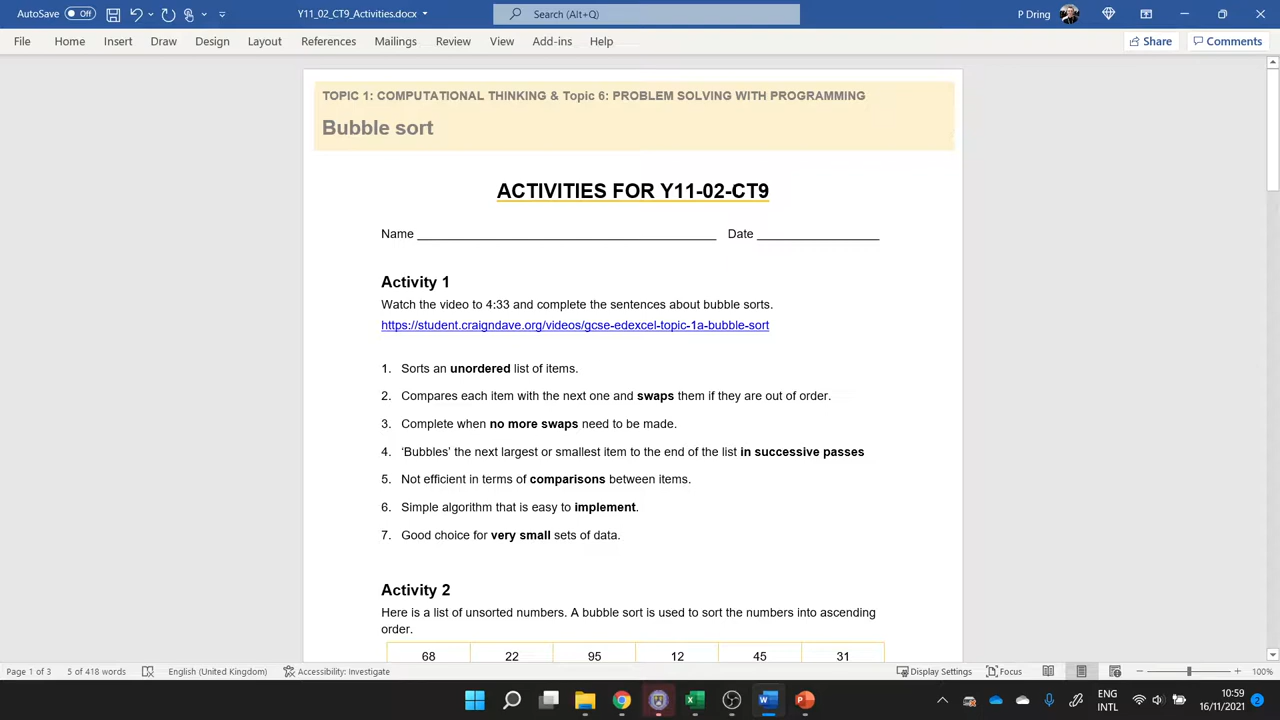 AutoSave Off
Y11_02_CT9_Activities.docx
Search (Alt+Q)
P Dring
File Home Insert Draw Design Layout References Mailings Review View Add-ins Help Share Comments
TOPIC 1: COMPUTATIONAL THINKING & Topic 6: PROBLEM SOLVING WITH PROGRAMMING
Bubble sort
ACTIVITIES FOR Y11-02-CT9
Name ______ Date ______
Activity 1
Watch the video to 4:33 and complete the sentences about bubble sorts.
https://student.craigndave.org/videos/gcse-edexcel-topic-1a-bubble-sort
1. Sorts an unordered list of items.
2. Compares each item with the next one and swaps them if they are out of order.
3. Complete when no more swaps need to be made.
4. ‘Bubbles’ the next largest or smallest item to the end of the list in successive passes
5. Not efficient in terms of comparisons between items.
6. Simple algorithm that is easy to implement.
7. Good choice for very small sets of data.
Activity 2
Here is a list of unsorted numbers. A bubble sort is used to sort the numbers into ascending
order.
68 22 95 12 45 31
Page 1 of 3 5 of 418 words English (United Kingdom) Accessibility: Investigate Display Settings Focus 100%
ENG
INTL
10:59
16/11/2021
2